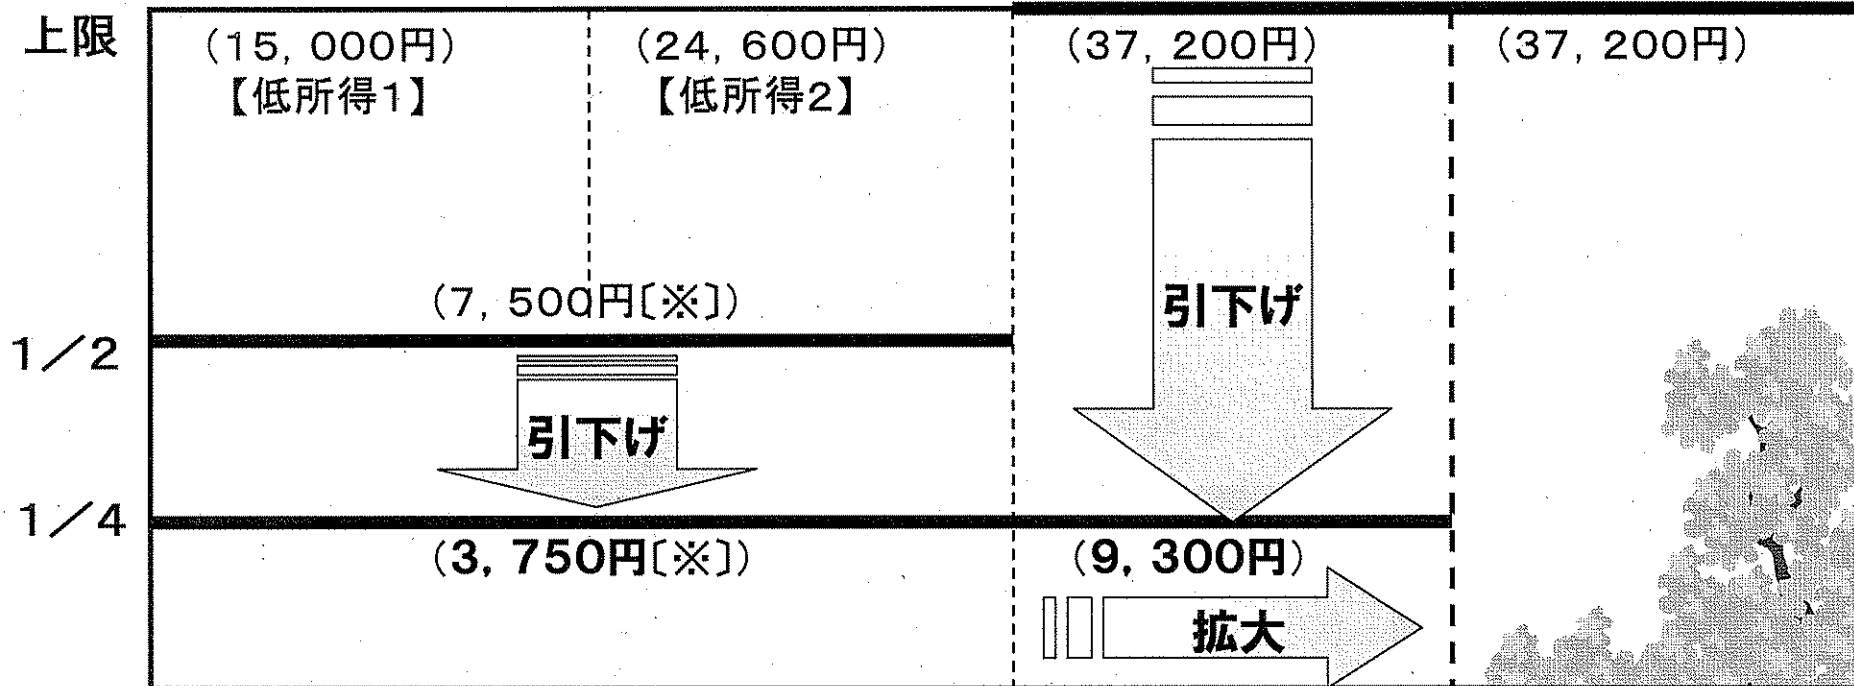 上限
（15，000円）
【低所得1】
（24，600円）
【低所得2】
（37，200円）
（37，200円）
（7，500円〔※〕）
引下げ
1／2
引下げ
1／4
（3，750円〔※〕）
（9，300円）
拡大